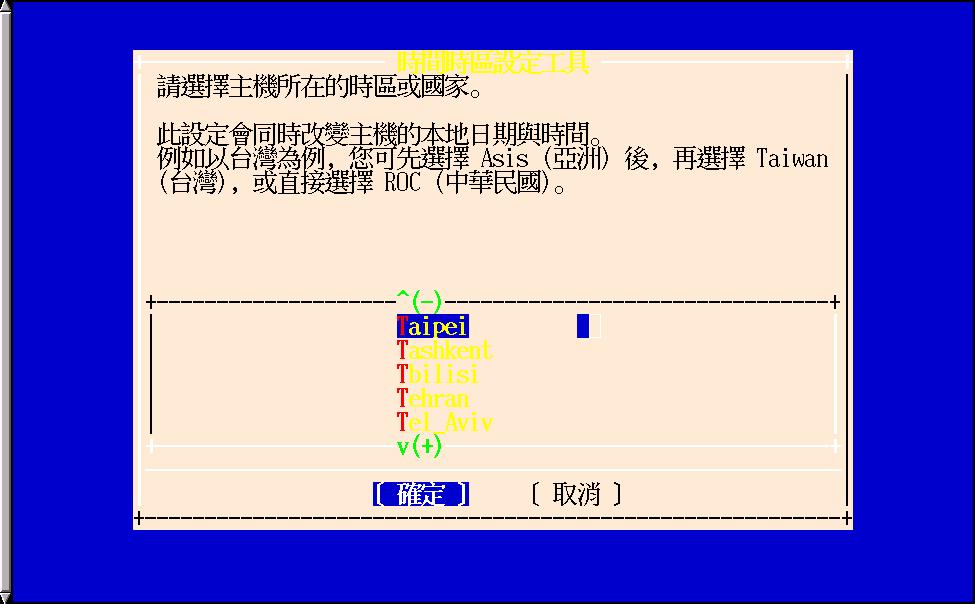 時間時區設定工具
請選擇主機所在的時區或國家。
此設定會同時改變主機的本地日期與時間。
例如以台灣為例, 您可先選擇 Asis (亞洲) 後, 再選擇 Taiwan
(台灣), 或直接選擇 ROC (中華民國)。
^(-)
Taipei
Tashkent
Tbilisi
Tehran
Tel_Aviv
v(+)
[ 確定 ] [ 取消 ]